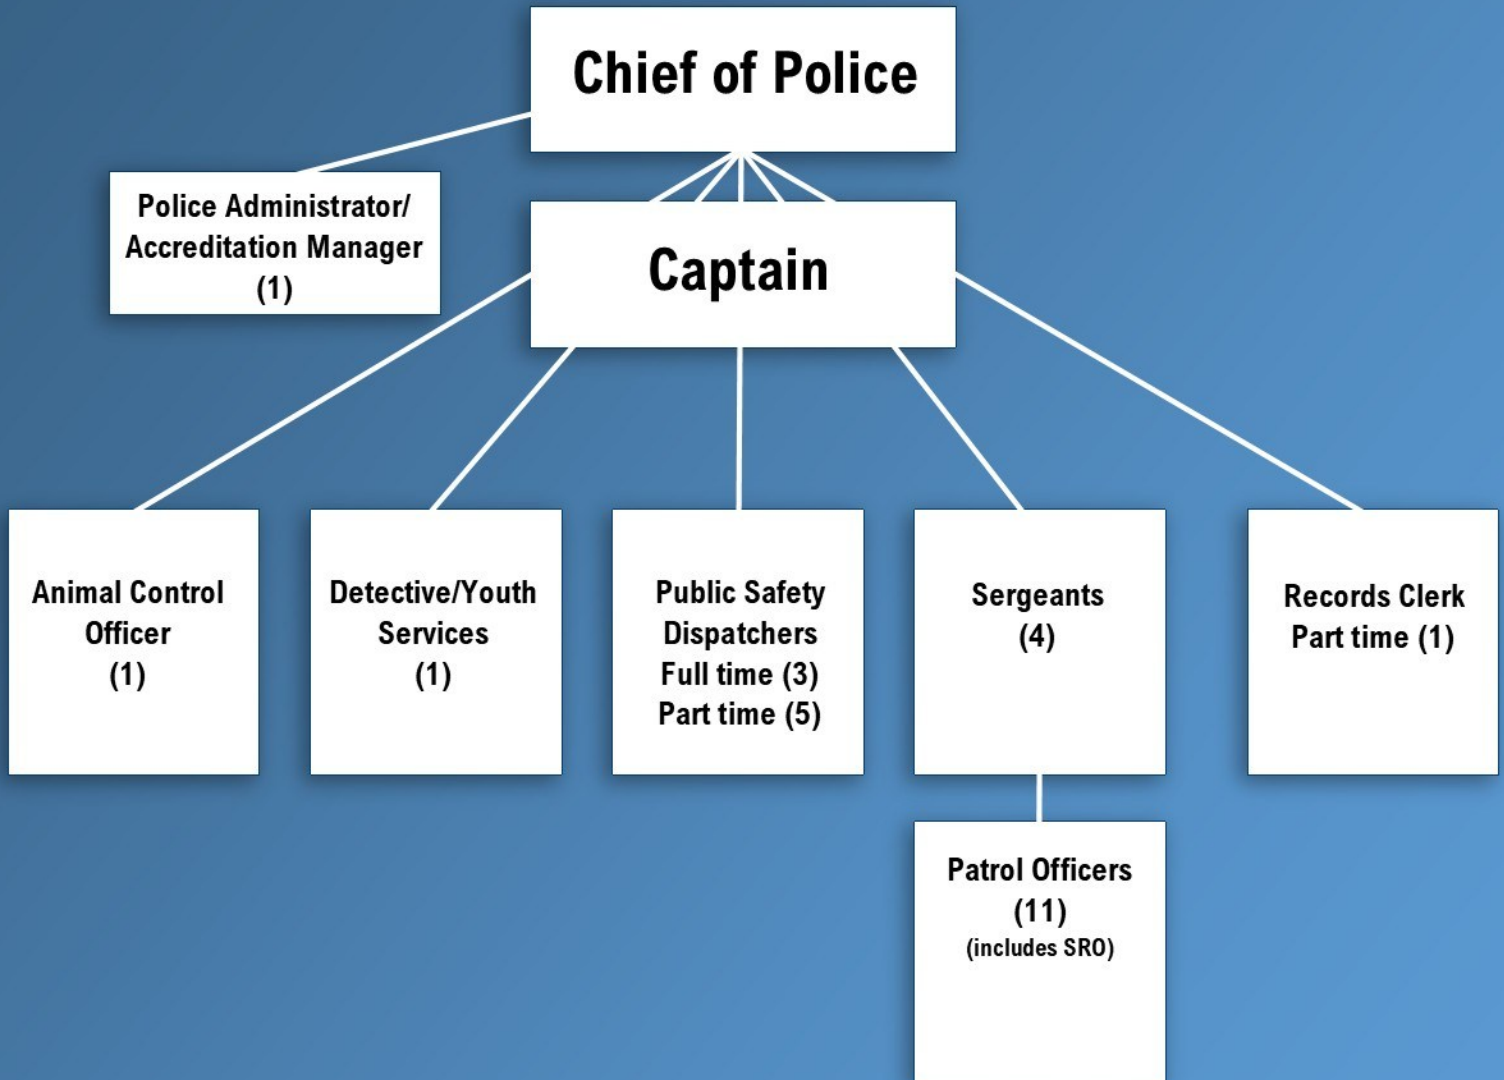 Chief of Police
Police Administrator/
Accreditation Manager
(1)
Captain
Animal Control
Officer
(1)
Detective/Youth
Services
(1)
Public Safety
Dispatchers
Full time (3)
Part time (5)
Sergeants
(4)
Records Clerk
Part time (1)
Patrol Officers
(11)
(includes SRO)